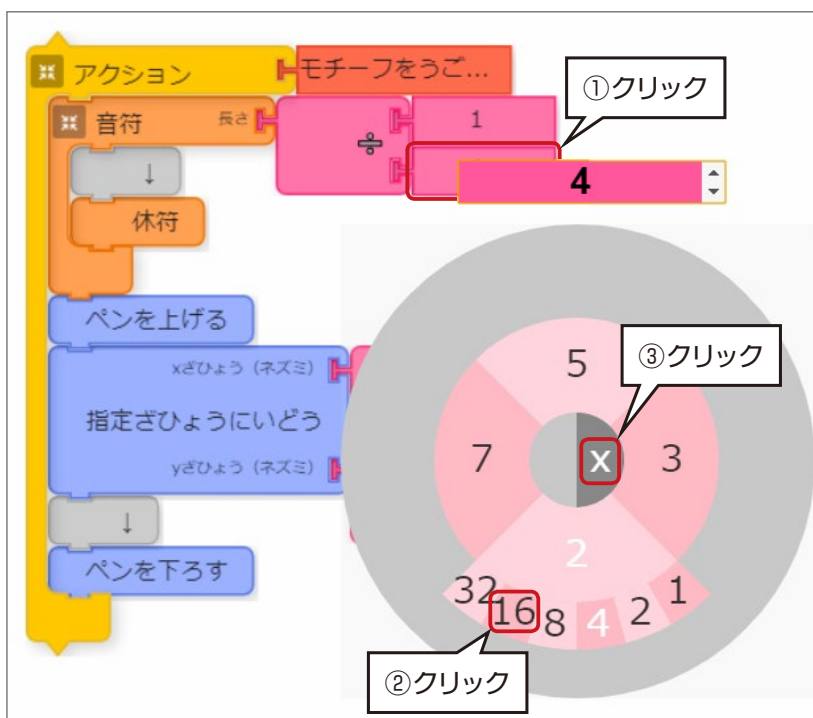 アクション
モチーフをうご...
①クリック
音符
長さ
÷
1
4
↓
休符
ペンを上げる
5
③クリック
xざひょう (ネズミ)
指定ざひょうにいどう
7
x
3
yざひょう (ネズミ)
↓
2
ペンを下ろす
32
16
8
4
2
1
②クリック